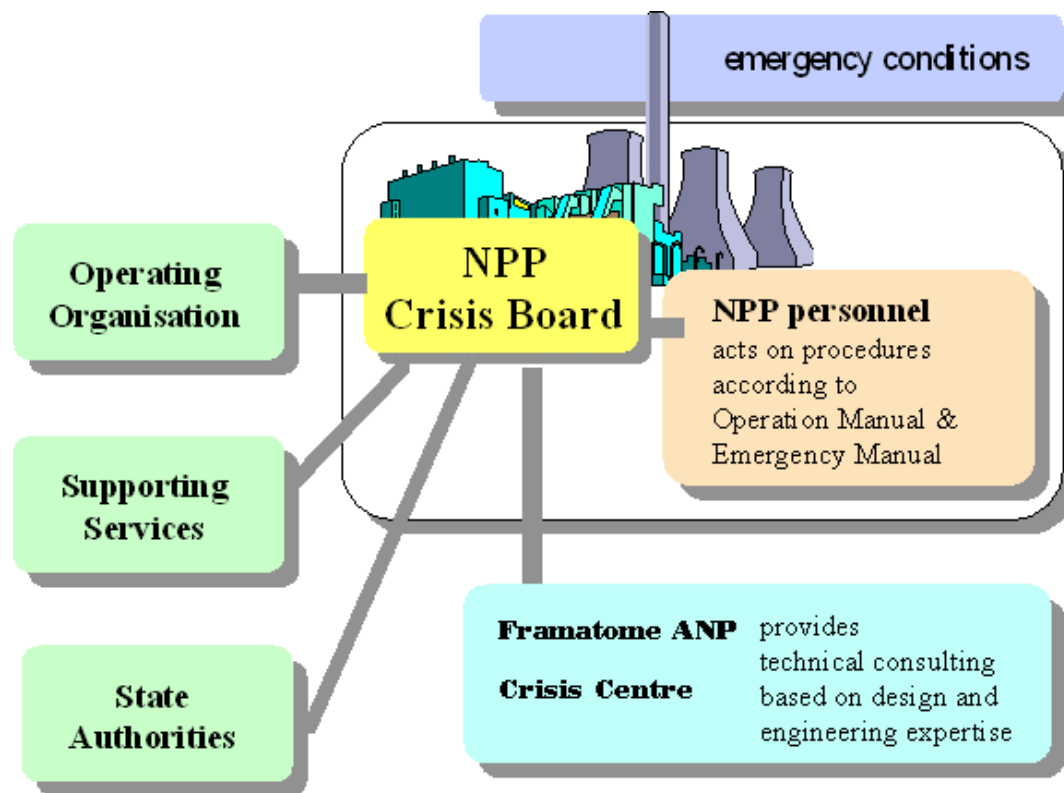 emergency conditions
Operating
Organisation
NPP
Crisis Board
NPP personnel
acts on procedures
according to
Operation Manual &
Emergency Manual
Supporting
Services
State
Authorities
Framatome ANP
Crisis Centre
provides
technical consulting
based on design and
engineering expertise